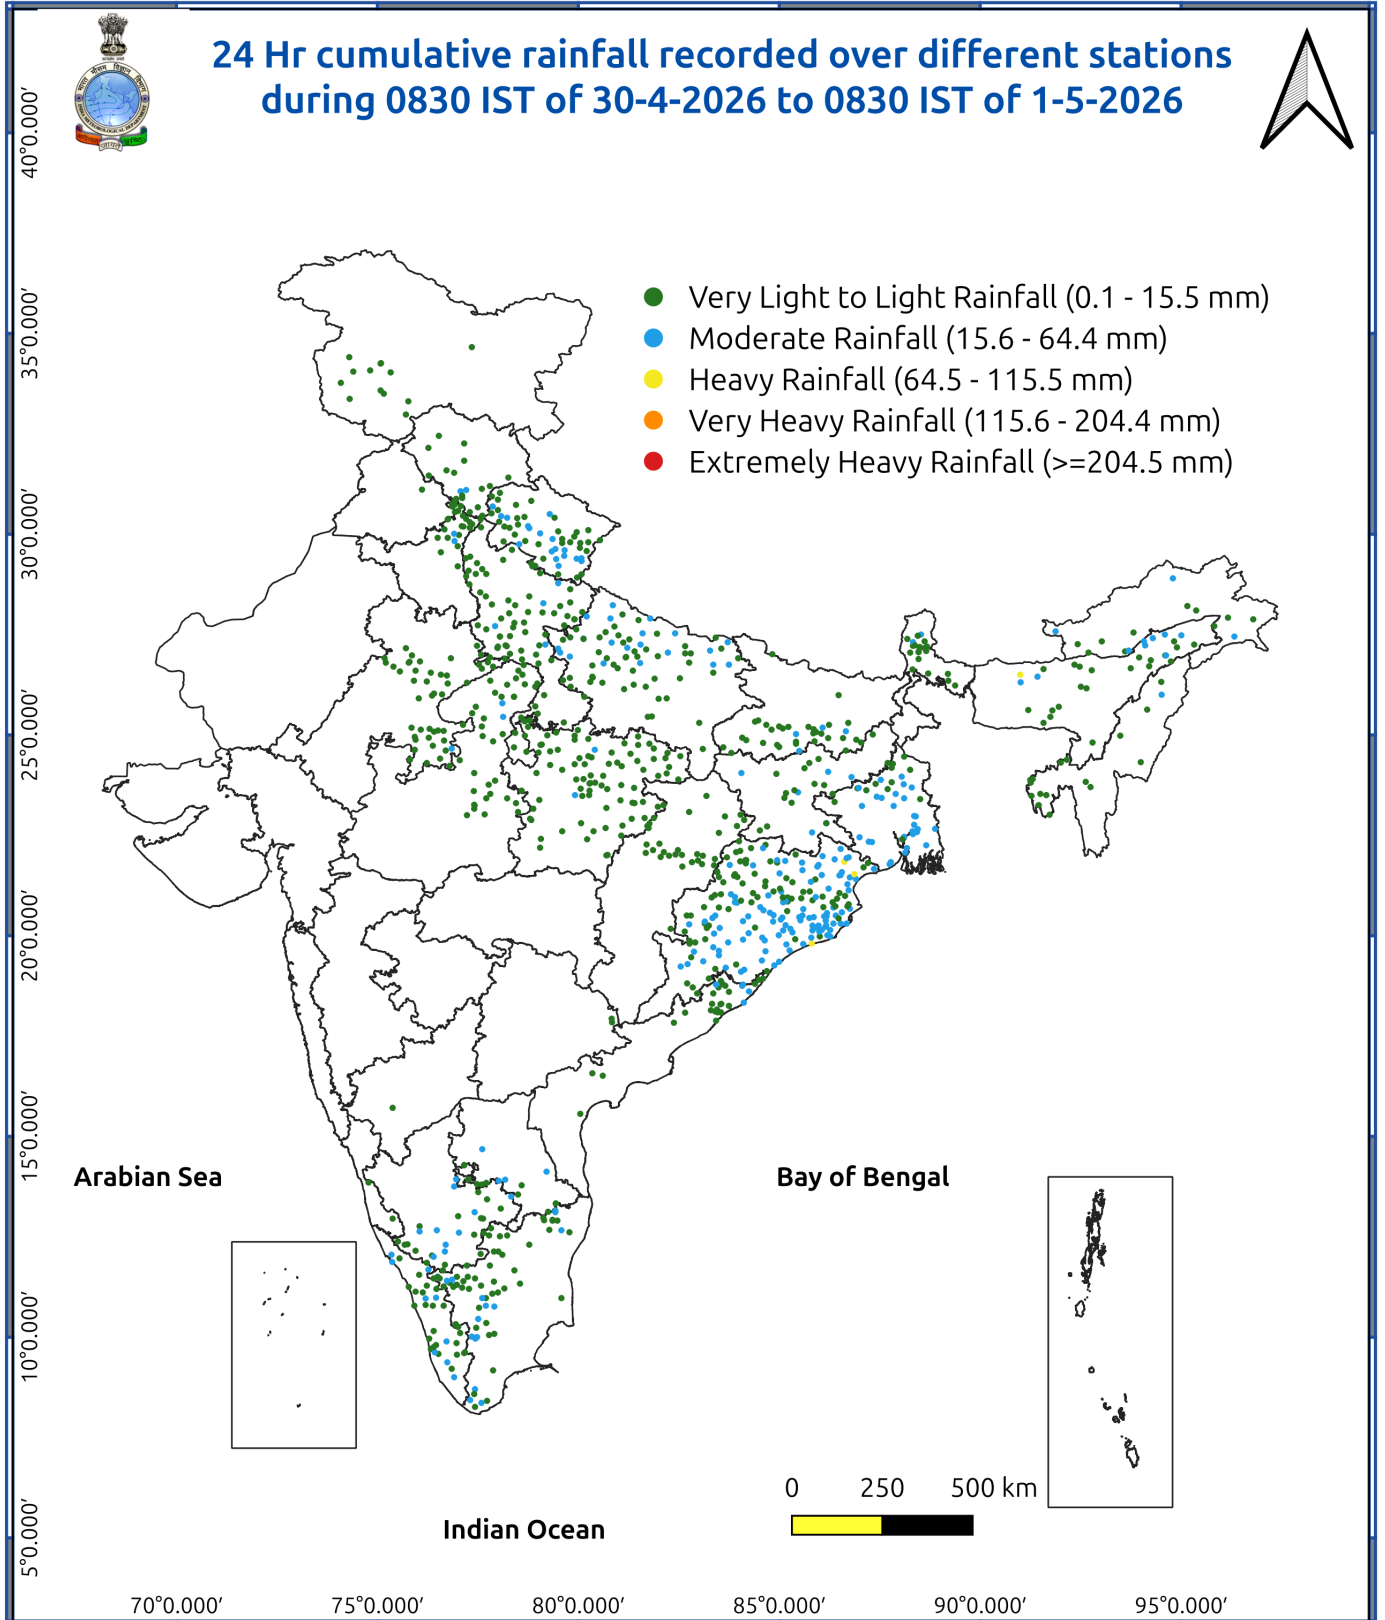 24 Hr cumulative rainfall recorded over different stations
during 0830 IST of 30-4-2026 to 0830 IST of 1-5-2026
Very Light to Light Rainfall (0.1 - 15.5 mm)
Moderate Rainfall (15.6 - 64.4 mm)
Heavy Rainfall (64.5 - 115.5 mm)
Very Heavy Rainfall (115.6 - 204.4 mm)
Extremely Heavy Rainfall (>=204.5 mm)
40°0.000′
35°0.000′
30°0.000′
25°0.000′
20°0.000′
15°0.000′
10°0.000′
5°0.000′
Arabian Sea
Bay of Bengal
0 250 500 km
Indian Ocean
70°0.000′ 75°0.000′ 80°0.000′ 85°0.000′ 90°0.000′ 95°0.000′